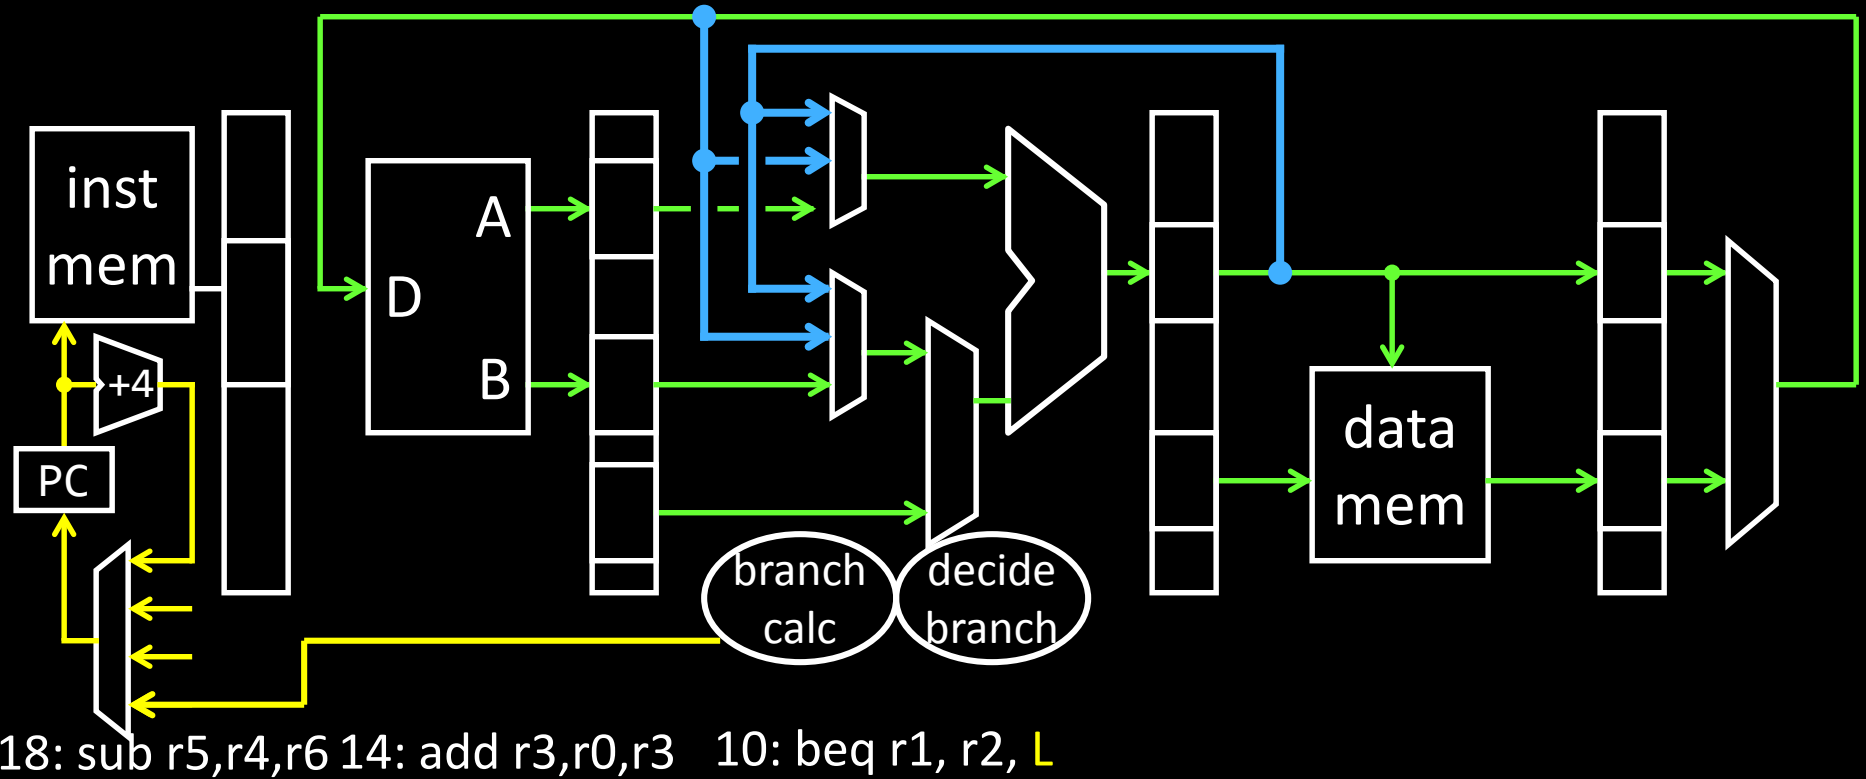 inst
mem
+4
PC
A
D
B
branch
calc
decide
branch
data
mem
18: sub r5,r4,r6 14: add r3,r0,r3 10: beq r1, r2, L